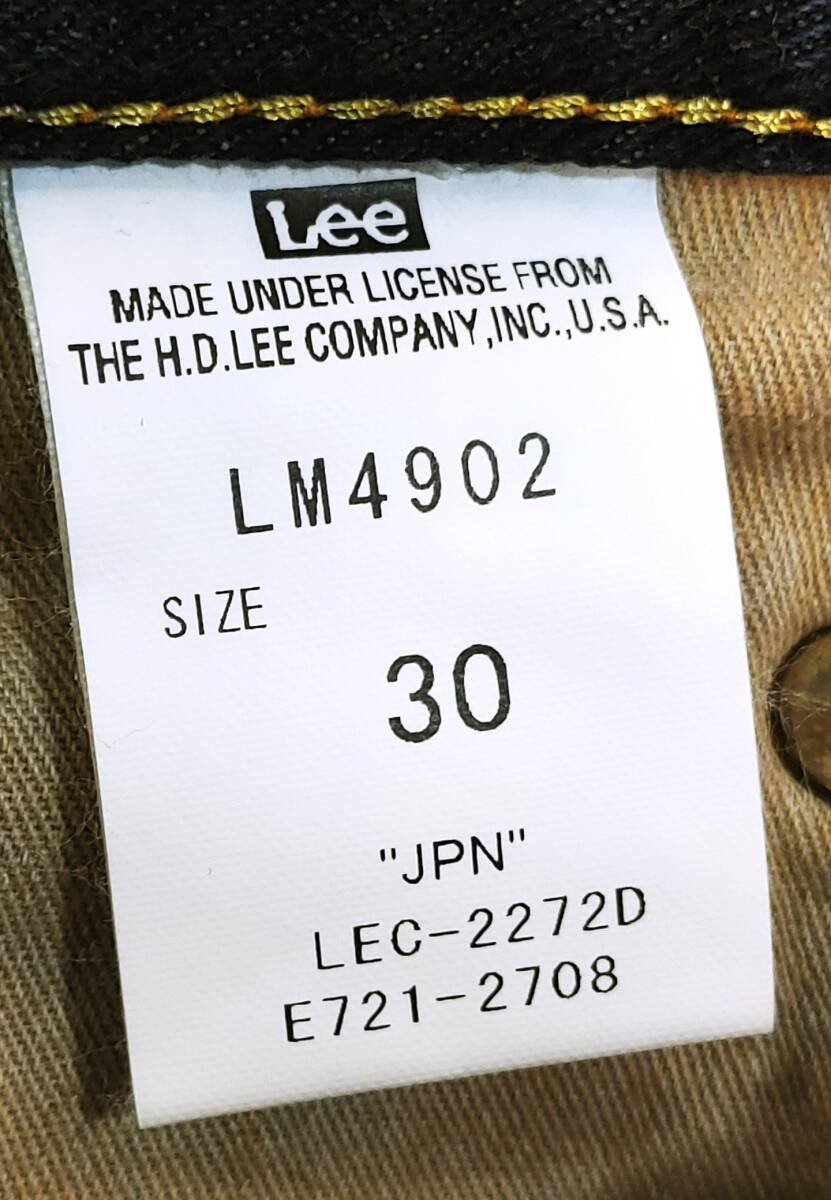 Lee
MADE UNDER LICENSE FROM
THE H.D.LEE COMPANY,INC.,U.S.A.
LM4902
SIZE
30
"JPN"
LEC-2272D
E721-2708